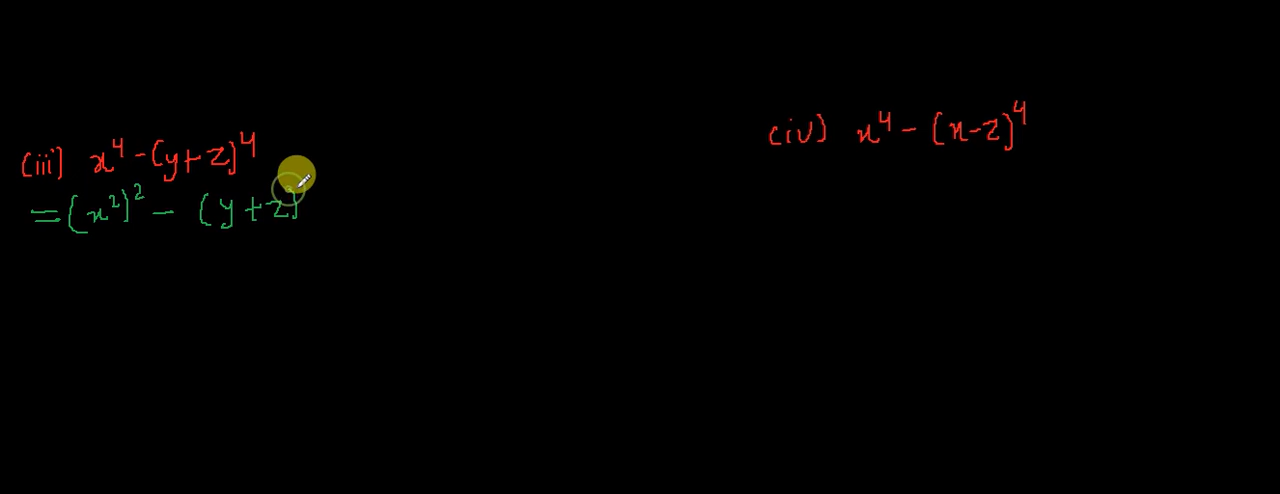 (iii) x⁴ - (y + z)⁴
= (x²)² - (y + z)
(iv) x⁴ - (x - z)⁴